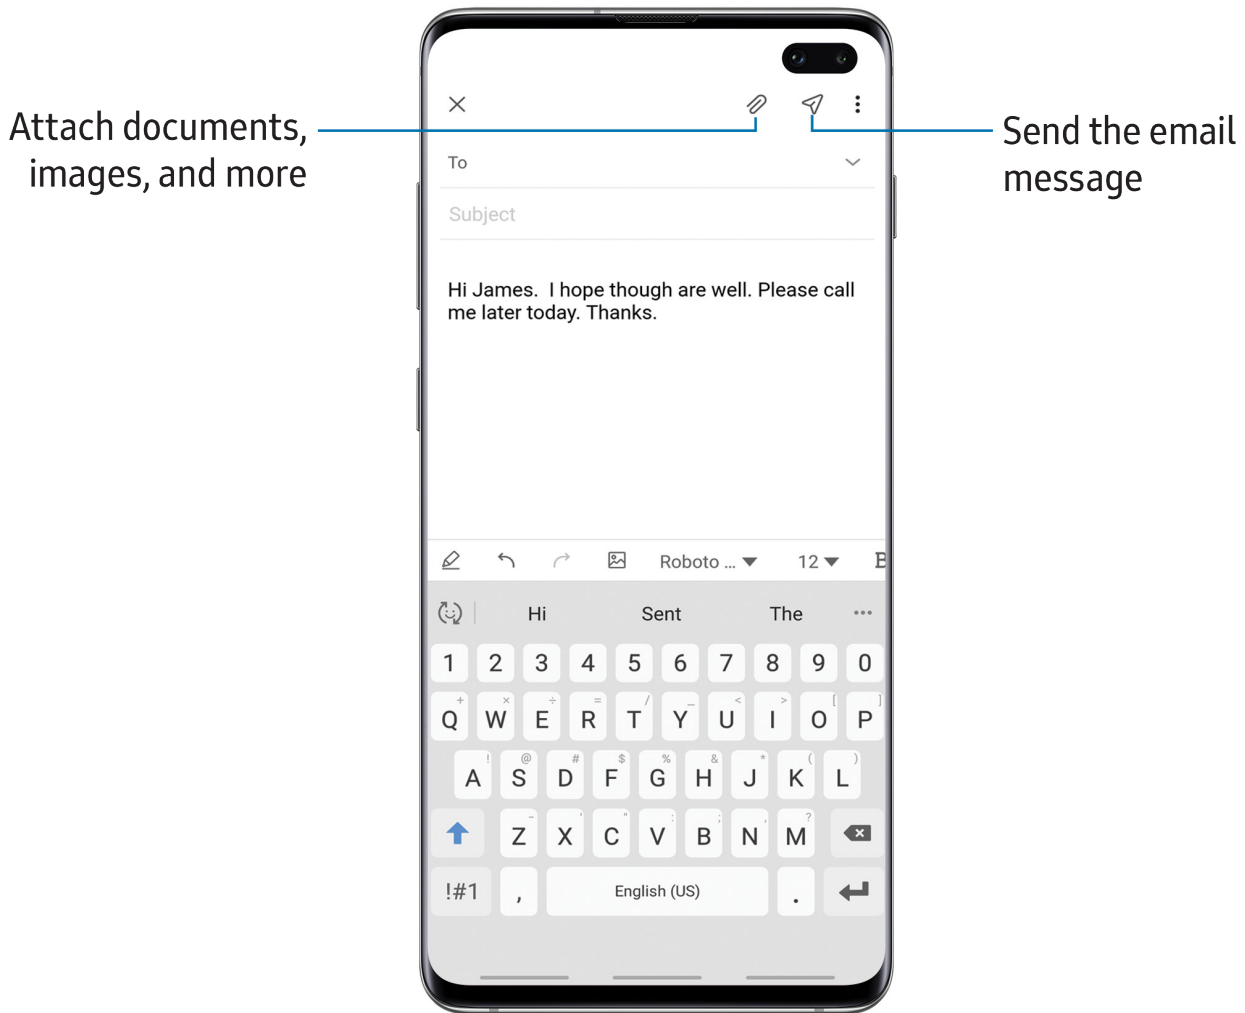 Attach documents,
images, and more
Send the email
message
To
Subject
Hi James.  I hope though are well. Please call
me later today. Thanks.
Roboto ... 12 B
Hi Sent The •••
1 2 3 4 5 6 7 8 9 0
+ × ÷ = / _ < > [ ]
Q W E R T Y U I O P
! @ # $ % & * ( )
A S D F G H J K L
- ' " : ; , ?
Z X C V B N M
!#1 , English (US) .